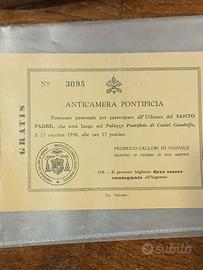 Nº 3095
GRATIS
ANTICAMERA PONTIFICIA
Permesso personale per partecipare all'Udienza del SANTO
PADRE, che avrà luogo nel Palazzo Pontificio di Castel Gandolfo,
il 17 ottobre 1956, alle ore 17 precise.
FEDERICO CALLORI DI VIGNALE
MAESTRO DI CAMERA DI SUA SANTITÀ
NB. - Il presente biglietto deve essere
consegnato all'ingresso
Tip. Vaticana
subito.it